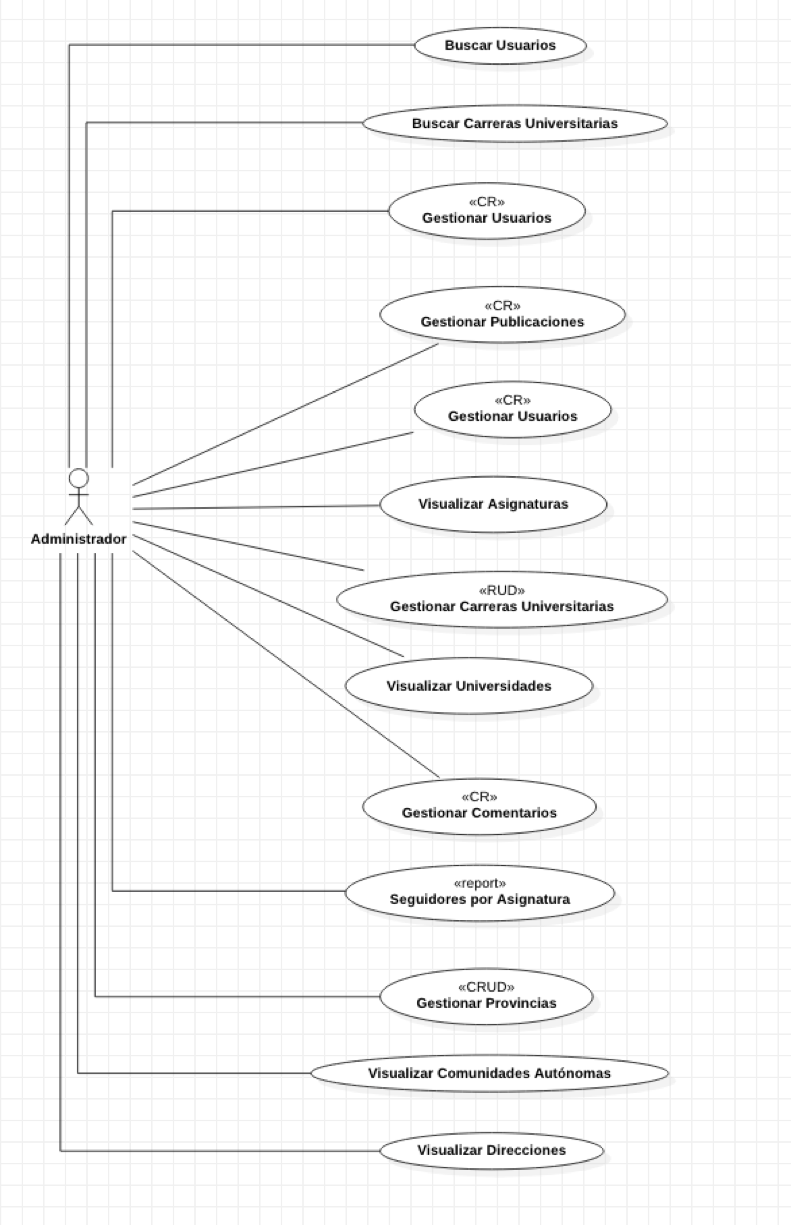 Buscar Usuarios
Buscar Carreras Universitarias
«CR»
Gestionar Usuarios
«CR»
Gestionar Publicaciones
«CR»
Gestionar Usuarios
Visualizar Asignaturas
Administrador
«RUD»
Gestionar Carreras Universitarias
Visualizar Universidades
«CR»
Gestionar Comentarios
«report»
Seguidores por Asignatura
«CRUD»
Gestionar Provincias
Visualizar Comunidades Autónomas
Visualizar Direcciones